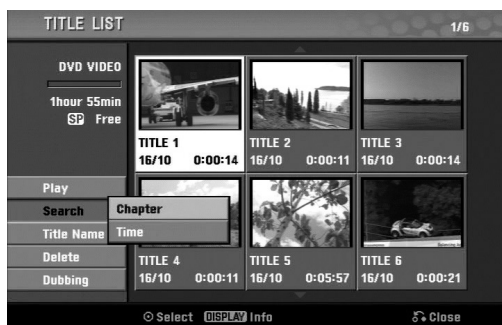 TITLE LIST
1/6
DVD VIDEO
1hour 55min
SP Free
TITLE 1
16/10 0:00:14
TITLE 2
16/10 0:00:11
TITLE 3
16/10 0:00:14
Play
Search
Title Name
Delete
Dubbing
Chapter
Time
TITLE 4
16/10 0:00:11
TITLE 5
16/10 0:05:57
TITLE 6
16/10 0:00:21
Select DISPLAY Info
Close